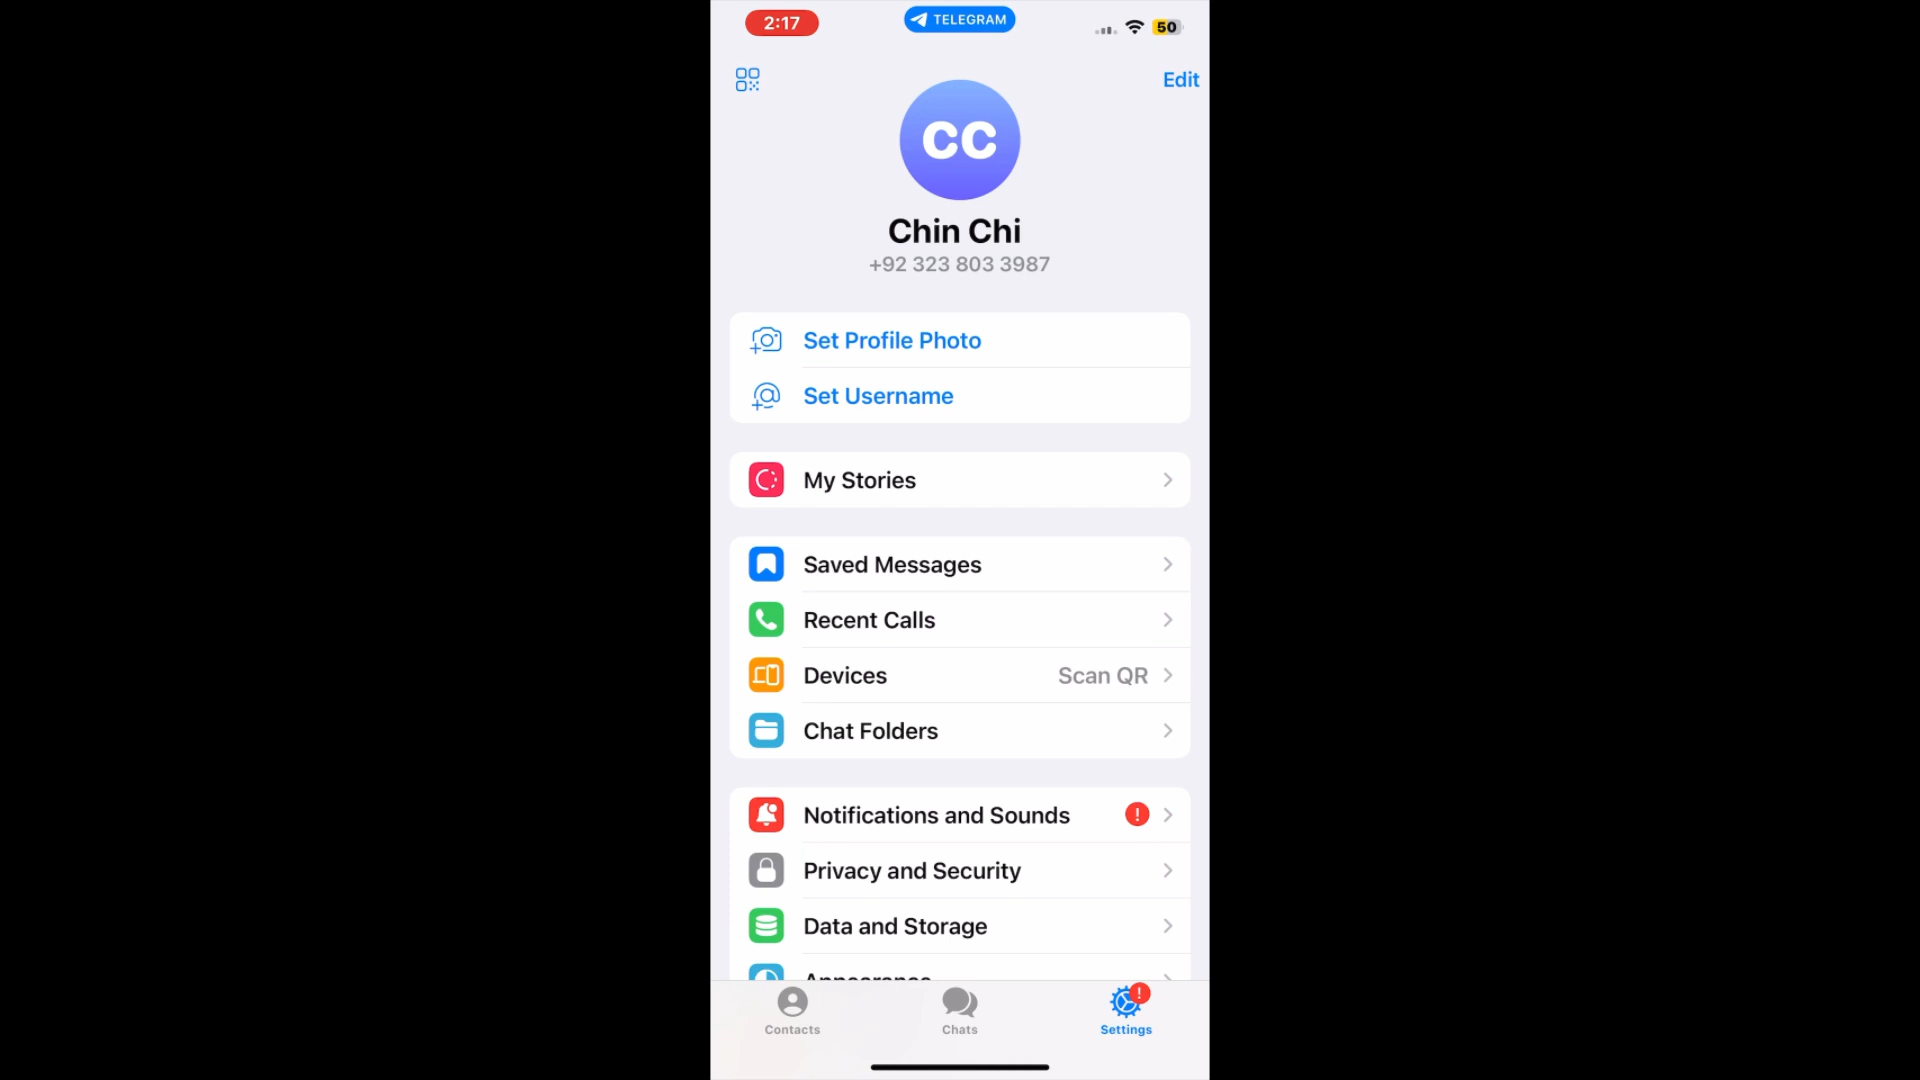 2:17
TELEGRAM
50
Edit
CC
Chin Chi
+92 323 803 3987
Set Profile Photo
Set Username
My Stories
Saved Messages
Recent Calls
Devices
Scan QR
Chat Folders
Notifications and Sounds
!
Privacy and Security
Data and Storage
Appearance
!
Contacts
Chats
Settings